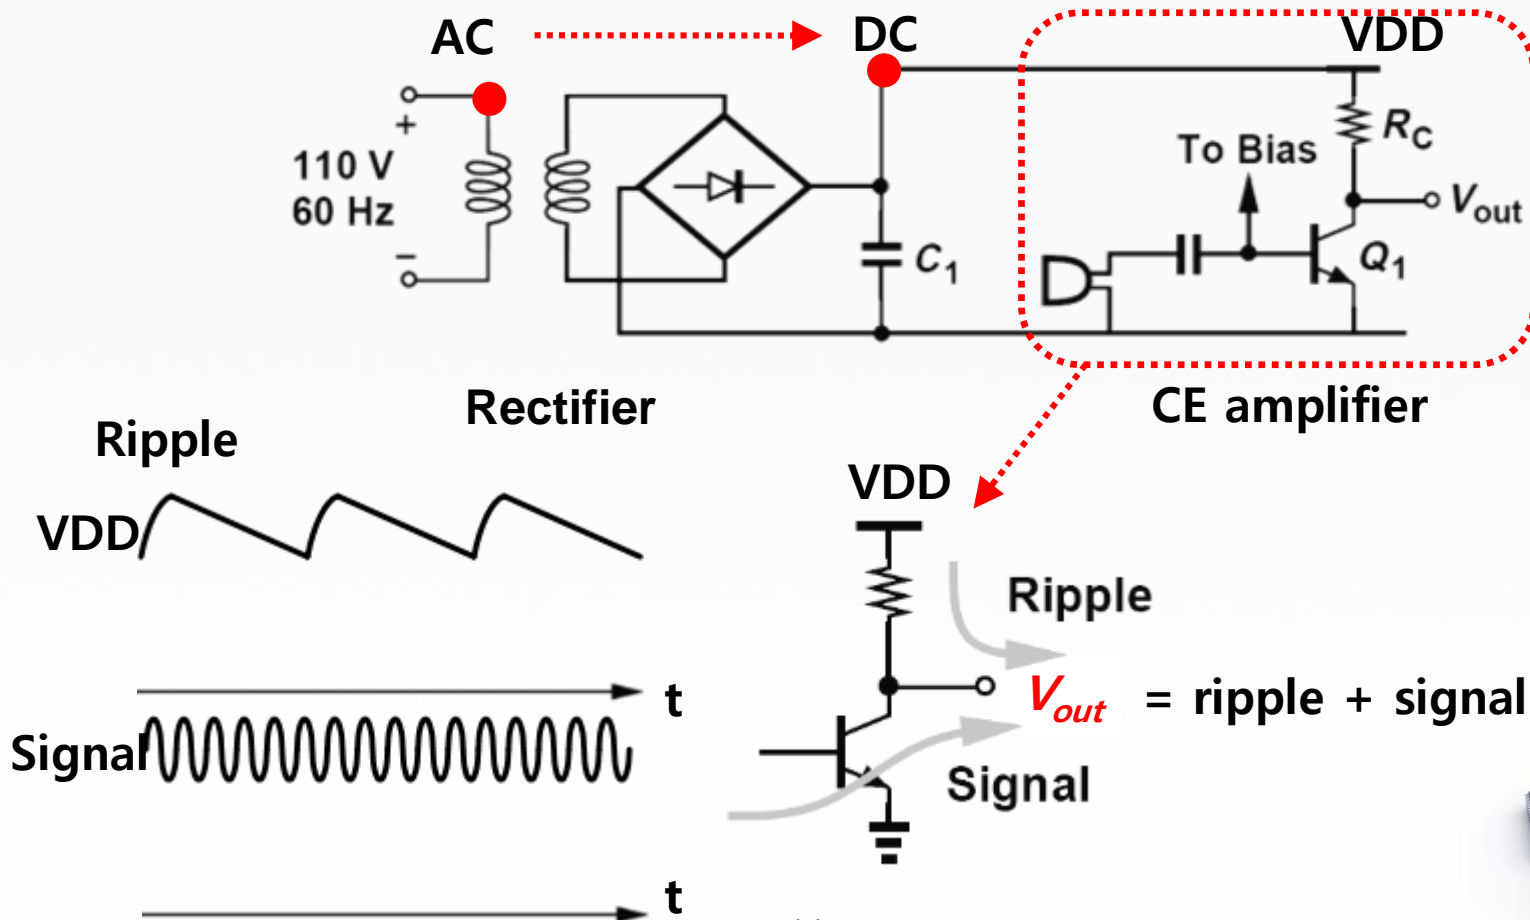 AC
DC
VDD
+
110 V
60 Hz
−
To Bias
RC
Vout
C1
Q1
Rectifier
CE amplifier
Ripple
VDD
VDD
Ripple
t
Vout = ripple + signal
Signal
Signal
t